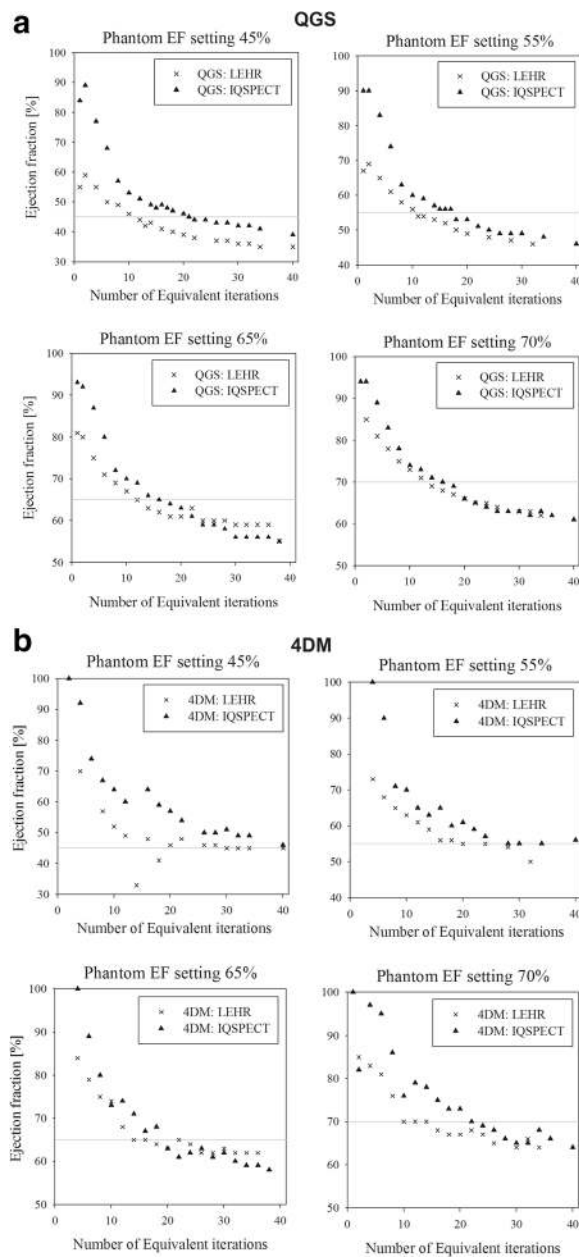 a
QGS
Phantom EF setting 45%
Phantom EF setting 55%
100
90
80
70
60
50
40
30
Ejection fraction [%]
× QGS: LEHR
▲ QGS: IQSPECT
0 10 20 30 40
Number of Equivalent iterations
100
90
80
70
60
50
40
× QGS: LEHR
▲ QGS: IQSPECT
0 10 20 30 40
Number of Equivalent iterations
Phantom EF setting 65%
Phantom EF setting 70%
100
90
80
70
60
50
Ejection fraction [%]
× QGS: LEHR
▲ QGS: IQSPECT
0 10 20 30 40
Number of Equivalent iterations
100
90
80
70
60
50
× QGS: LEHR
▲ QGS: IQSPECT
0 10 20 30 40
Number of Equivalent iterations
b
4DM
Phantom EF setting 45%
Phantom EF setting 55%
100
90
80
70
60
50
40
30
Ejection fraction [%]
× 4DM: LEHR
▲ 4DM: IQSPECT
0 10 20 30 40
Number of Equivalent iterations
100
90
80
70
60
50
40
× 4DM: LEHR
▲ 4DM: IQSPECT
0 10 20 30 40
Number of Equivalent iterations
Phantom EF setting 65%
Phantom EF setting 70%
100
90
80
70
60
50
Ejection fraction [%]
× 4DM: LEHR
▲ 4DM: IQSPECT
0 10 20 30 40
Number of Equivalent iterations
100
90
80
70
60
50
× 4DM: LEHR
▲ 4DM: IQSPECT
0 10 20 30 40
Number of Equivalent iterations